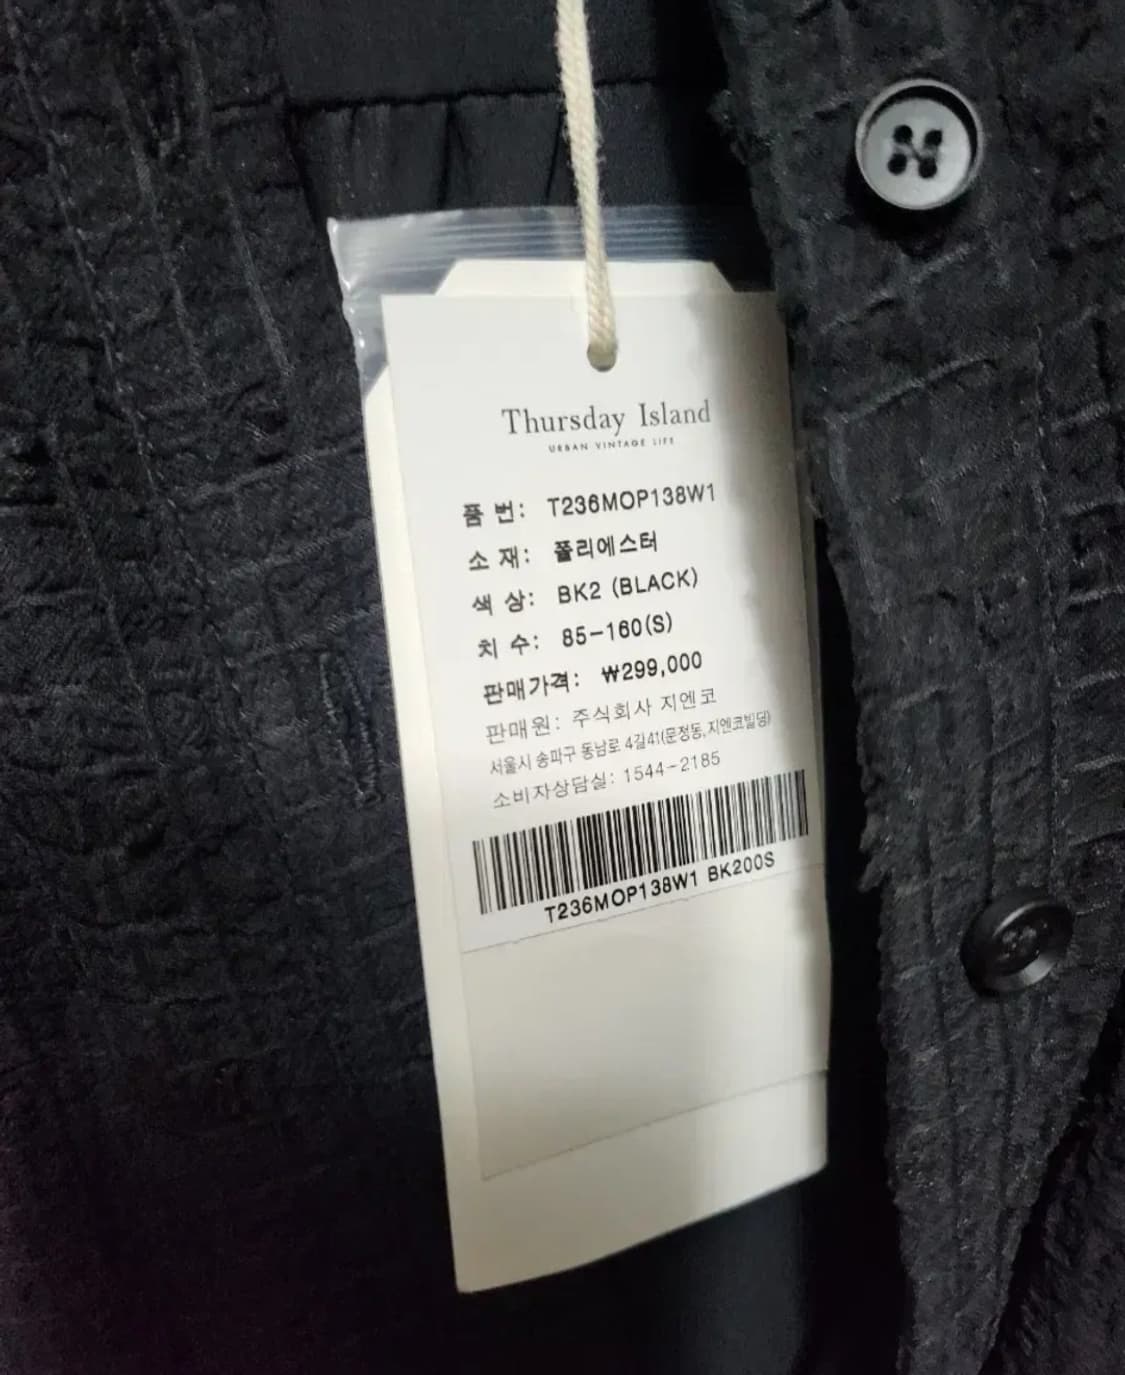 Thursday Island
URBAN VINTAGE LIFE
품 번: T236MOP138W1
소 재: 폴리에스터
색 상: BK2 (BLACK)
치 수: 85-160(S)
판매가격: ₩299,000
판매원: 주식회사 지엔코
서울시 송파구 동남로 4길41(문정동,지엔코빌딩)
소비자상담실: 1544-2185
T236MOP138W1 BK200S